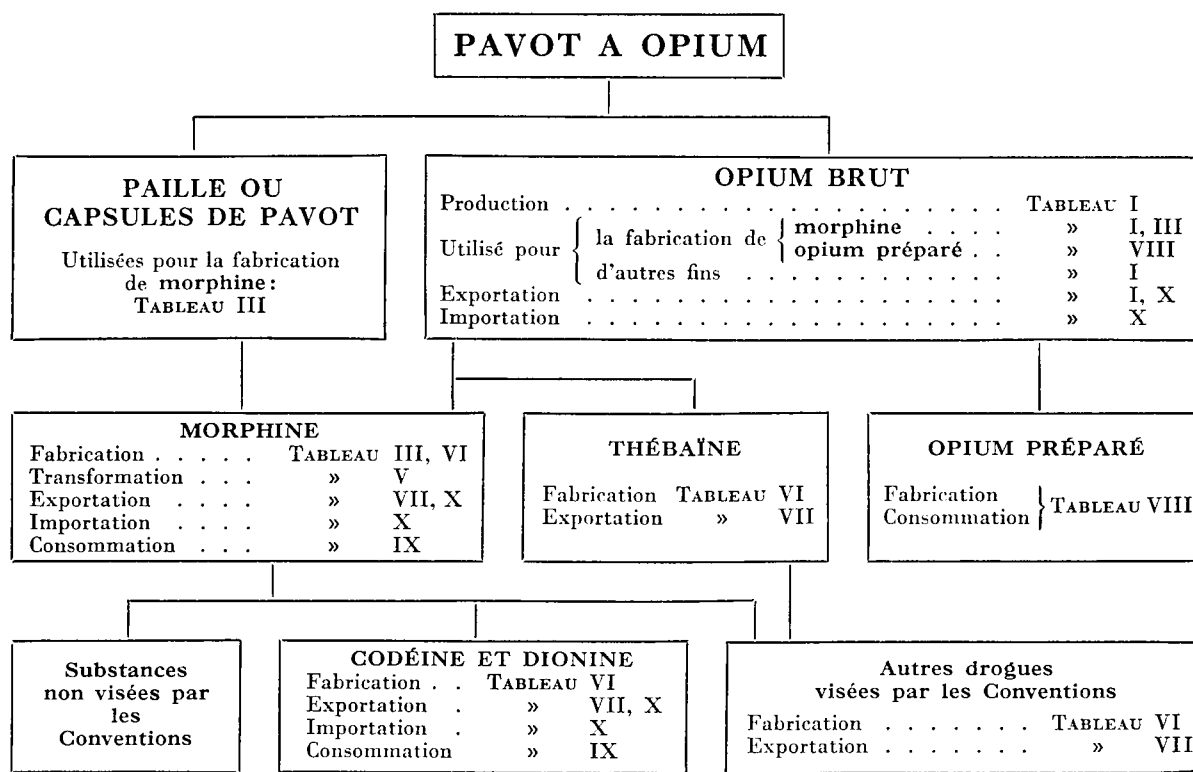 PAVOT A OPIUM
PAILLE OU
CAPSULES DE PAVOT
Utilisées pour la fabrication
de morphine:
TABLEAU III
OPIUM BRUT
Production . . . . . . . . . . . . . . . . . . . . TABLEAU I
Utilisé pour { la fabrication de { morphine . . . . » I, III
opium préparé . . » VIII
d'autres fins . . . . . . . . . . . » I
Exportation . . . . . . . . . . . . . . . . . . » I, X
Importation . . . . . . . . . . . . . . . . . . » X
MORPHINE
Fabrication . . . . . TABLEAU III, VI
Transformation . . . » V
Exportation . . . . » VII, X
Importation . . . . » X
Consommation . . . » IX
THÉBAÏNE
Fabrication TABLEAU VI
Exportation » VII
OPIUM PRÉPARÉ
Fabrication
Consommation } TABLEAU VIII
Substances
non visées par
les
Conventions
CODÉINE ET DIONINE
Fabrication . . TABLEAU VI
Exportation . » VII, X
Importation . » X
Consommation » IX
Autres drogues
visées par les Conventions
Fabrication . . . . . . . TABLEAU VI
Exportation . . . . . . . » VII